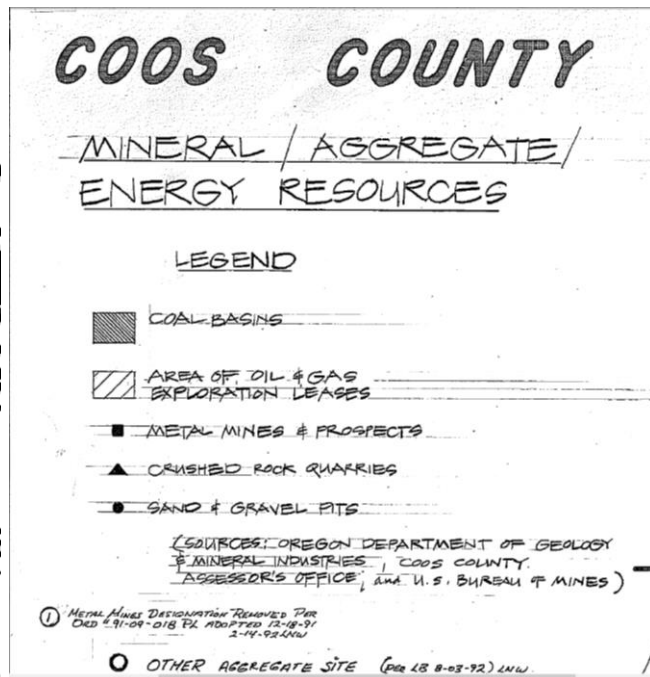 COOS COUNTY
MINERAL / AGGREGATE /
ENERGY RESOURCES
LEGEND
COAL BASINS
AREA OF OIL & GAS
EXPLORATION LEASES
METAL MINES & PROSPECTS
CRUSHED ROCK QUARRIES
SAND & GRAVEL PITS
(SOURCES: OREGON DEPARTMENT OF GEOLOGY
& MINERAL INDUSTRIES, COOS COUNTY.
ASSESSOR'S OFFICE, and U.S. BUREAU OF MINES)
① METAL MINES DESIGNATION REMOVED PER
ORD #91-09-018 PL ADOPTED 12-18-91
2-14-92 LNW
OTHER AGGREGATE SITE (per LB 8-03-92) LNW